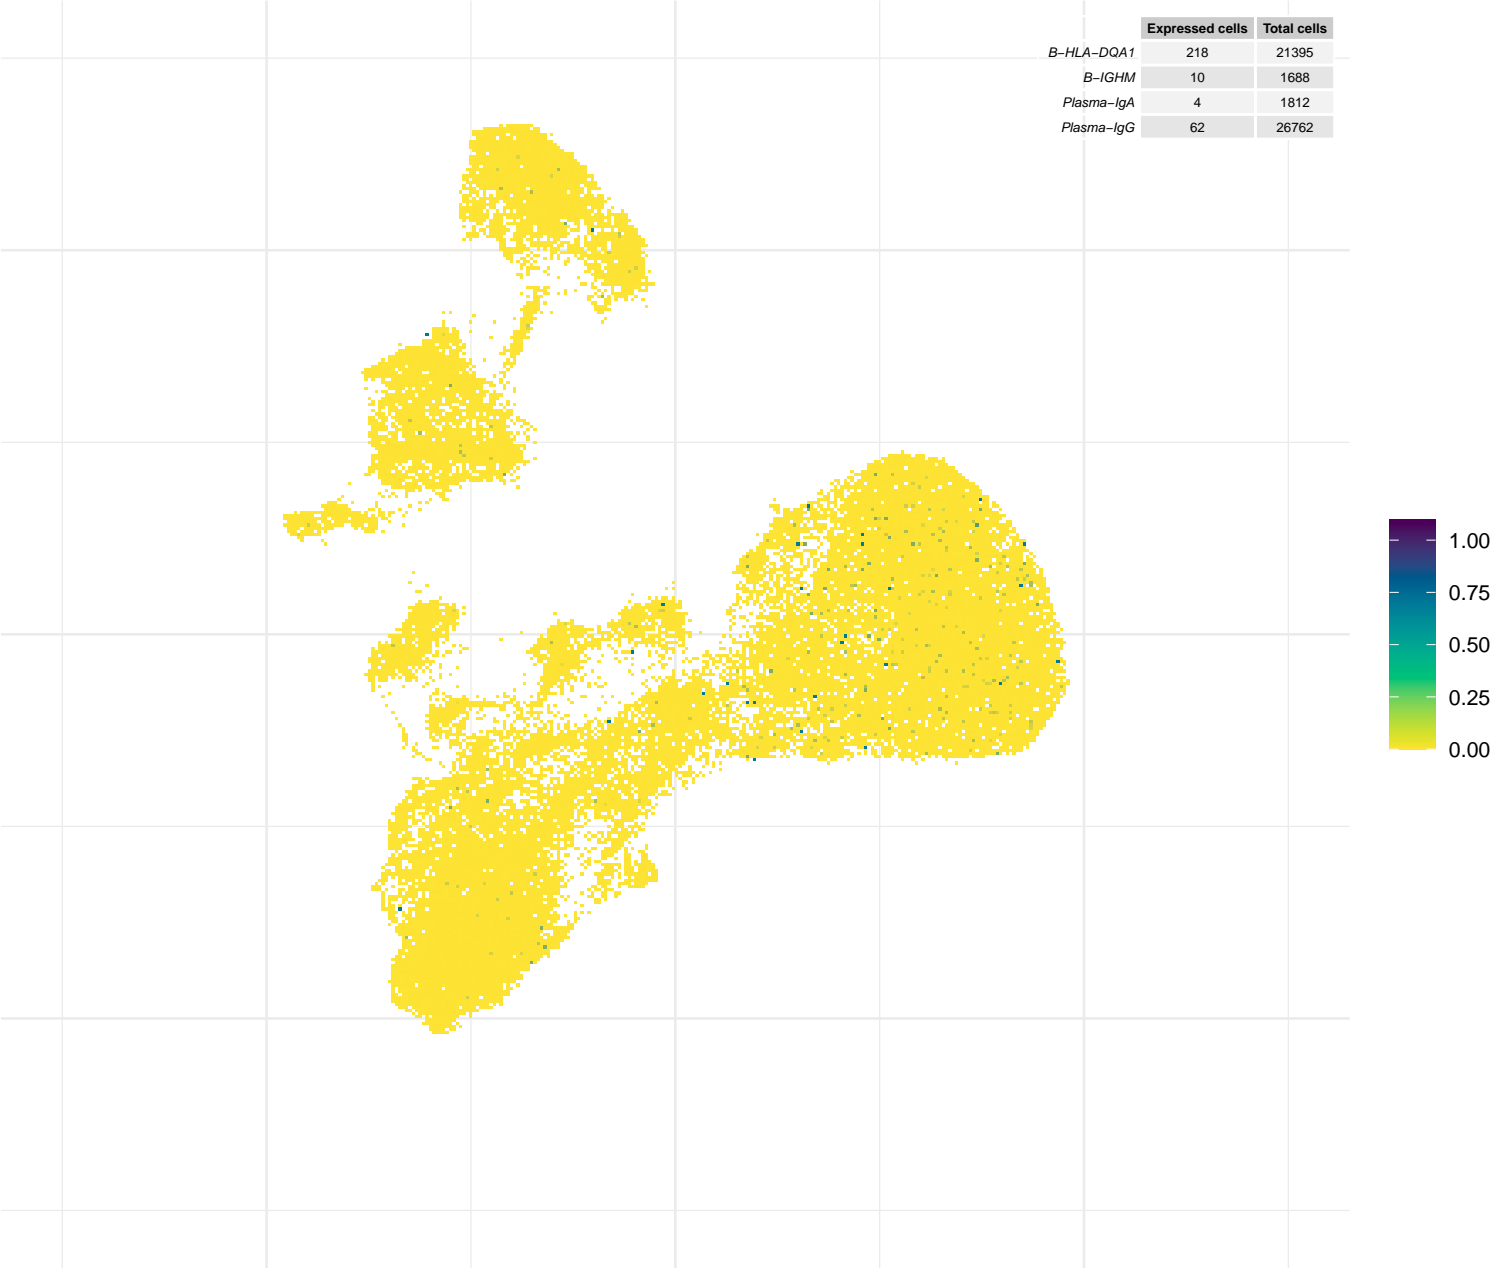 Expressed cells Total cells
B−HLA−DQA1 218 21395
B−IGHM 10 1688
Plasma−IgA 4 1812
Plasma−IgG 62 26762
1.00
0.75
0.50
0.25
0.00